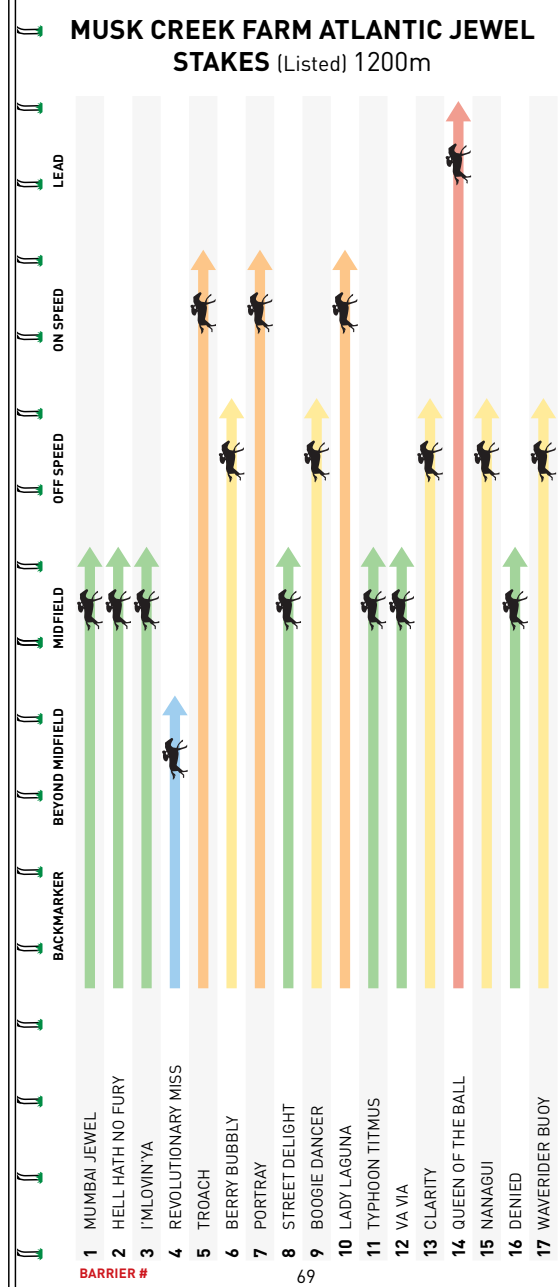 MUSK CREEK FARM ATLANTIC JEWEL
STAKES (Listed) 1200m
LEAD
ON SPEED
OFF SPEED
MIDFIELD
BEYOND MIDFIELD
BACKMARKER
1 MUMBAI JEWEL
2 HELL HATH NO FURY
3 I'MLOVIN'YA
4 REVOLUTIONARY MISS
5 TROACH
6 BERRY BUBBLY
7 PORTRAY
8 STREET DELIGHT
9 BOOGIE DANCER
10 LADY LAGUNA
11 TYPHOON TITMUS
12 VA VIA
13 CLARITY
14 QUEEN OF THE BALL
15 NANAGUI
16 DENIED
17 WAVERIDER BUOY
BARRIER #
69